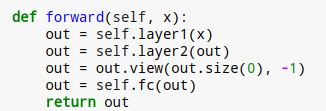 def forward(self, x):
    out = self.layer1(x)
    out = self.layer2(out)
    out = out.view(out.size(0), -1)
    out = self.fc(out)
    return out